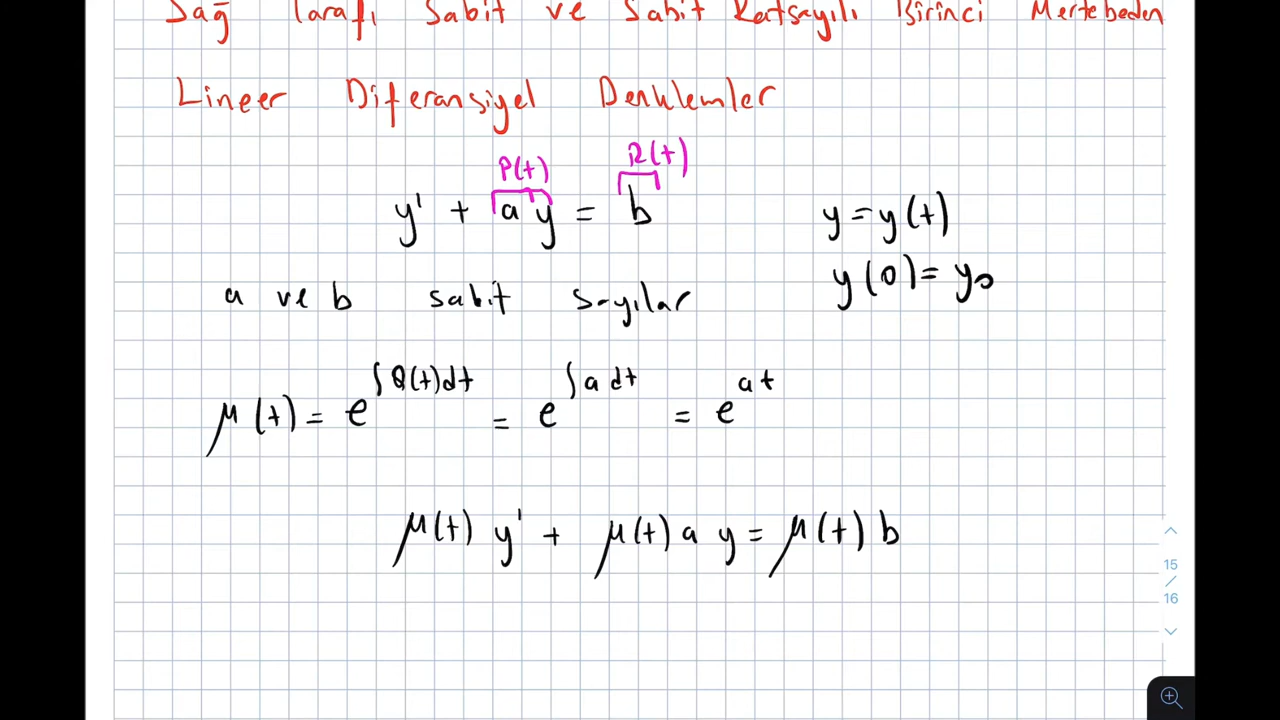 Sağ Tarafı Sabit ve Sabit Katsayılı Birinci Mertebeden
Lineer Diferansiyel Denklemler
P(t) R(t)
y' + a y = b
y = y(t)
y(0) = y0
a ve b sabit sayılar
μ(t) = e^∫Q(t)dt = e^∫a dt = e^at
μ(t) y' + μ(t) a y = μ(t) b
15
/
16